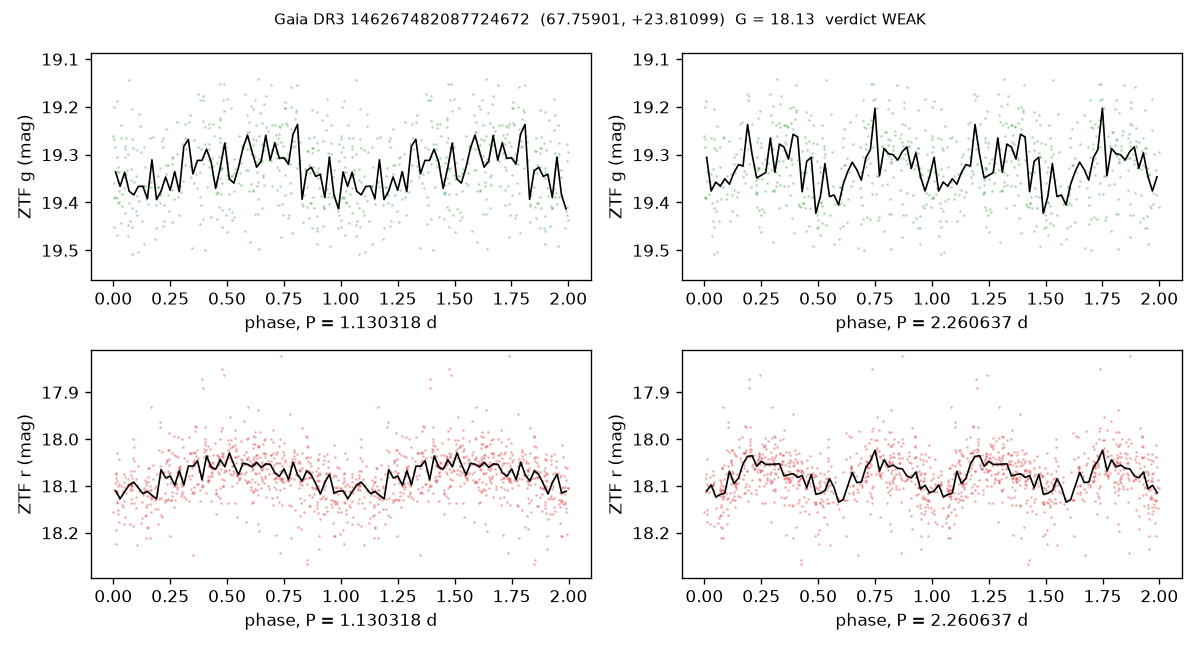 Gaia DR3 146267482087724672 (67.75901, +23.81099) G = 18.13 verdict WEAK
19.1
19.2
19.3
19.4
19.5
ZTF g (mag)
0.00 0.25 0.50 0.75 1.00 1.25 1.50 1.75 2.00
phase, P = 1.130318 d
19.1
19.2
19.3
19.4
19.5
ZTF g (mag)
0.00 0.25 0.50 0.75 1.00 1.25 1.50 1.75 2.00
phase, P = 2.260637 d
17.9
18.0
18.1
18.2
ZTF r (mag)
0.00 0.25 0.50 0.75 1.00 1.25 1.50 1.75 2.00
phase, P = 1.130318 d
17.9
18.0
18.1
18.2
ZTF r (mag)
0.00 0.25 0.50 0.75 1.00 1.25 1.50 1.75 2.00
phase, P = 2.260637 d